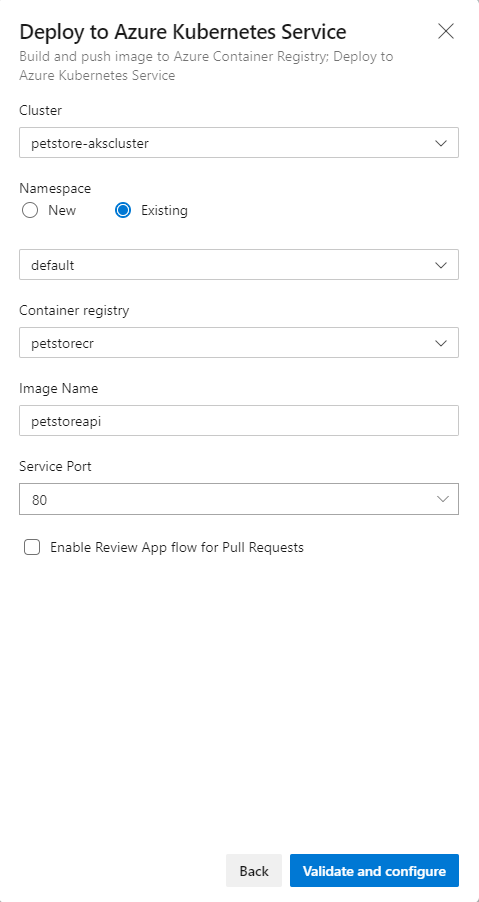 Deploy to Azure Kubernetes Service
Build and push image to Azure Container Registry; Deploy to
Azure Kubernetes Service
Cluster
petstore-akscluster
Namespace
New Existing
default
Container registry
petstorecr
Image Name
petstoreapi
Service Port
80
Enable Review App flow for Pull Requests
Back Validate and configure